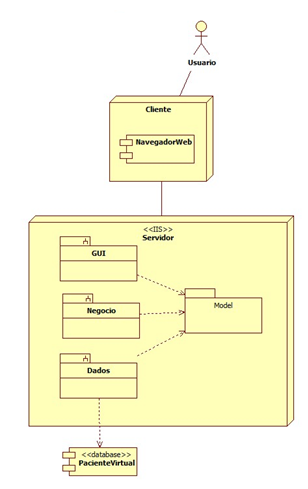 Usuario
Cliente
NavegadorWeb
<<IIS>>
Servidor
GUI
Negocio
Model
Dados
<<database>>
PacienteVirtual